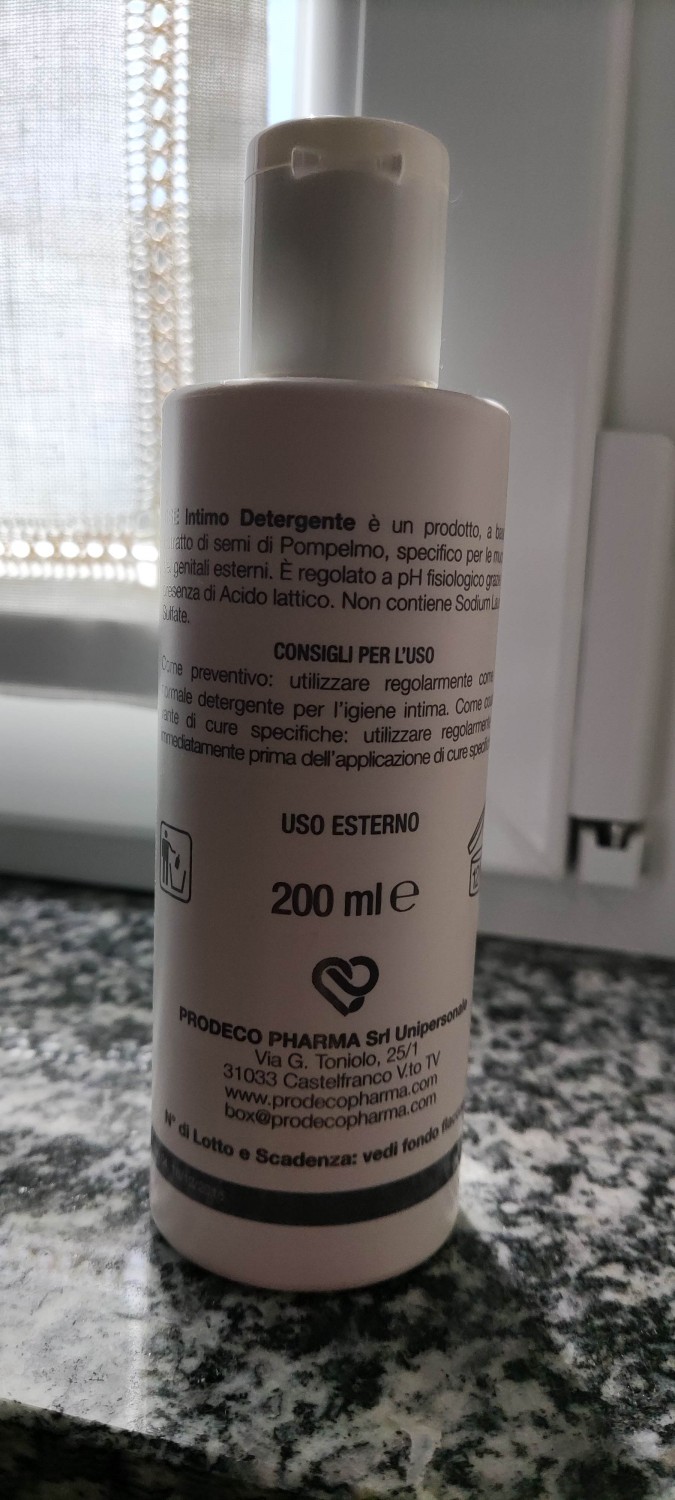 Intimo Detergente è un prodotto, a
di semi di Pompelmo, specifico per le
genitali esterni. È regolato a pH fisiologico
di Acido lattico. Non contiene Sodium
CONSIGLI PER L'USO
preventivo: utilizzare regolarmente
detergente per l'igiene intima. Come
di cure specifiche: utilizzare
prima dell'applicazione di cure
USO ESTERNO
200 ml e
PRODECO PHARMA Srl Unipersonale
Via G. Toniolo, 25/1
31033 Castelfranco V.to TV
www.prodecopharma.com
box@prodecopharma.com
N° di Lotto e Scadenza: vedi fondo